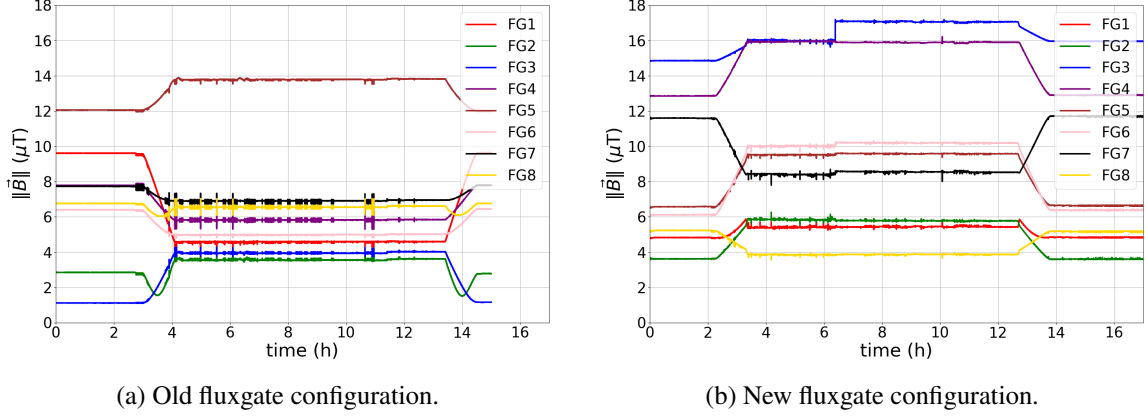 18
16
14
12
10
8
6
4
2
0
‖B⃗‖ (μT)
0 2 4 6 8 10 12 14 16
time (h)
FG1
FG2
FG3
FG4
FG5
FG6
FG7
FG8
(a) Old fluxgate configuration.
18
16
14
12
10
8
6
4
2
0
‖B⃗‖ (μT)
0 2 4 6 8 10 12 14 16
time (h)
FG1
FG2
FG3
FG4
FG5
FG6
FG7
FG8
(b) New fluxgate configuration.